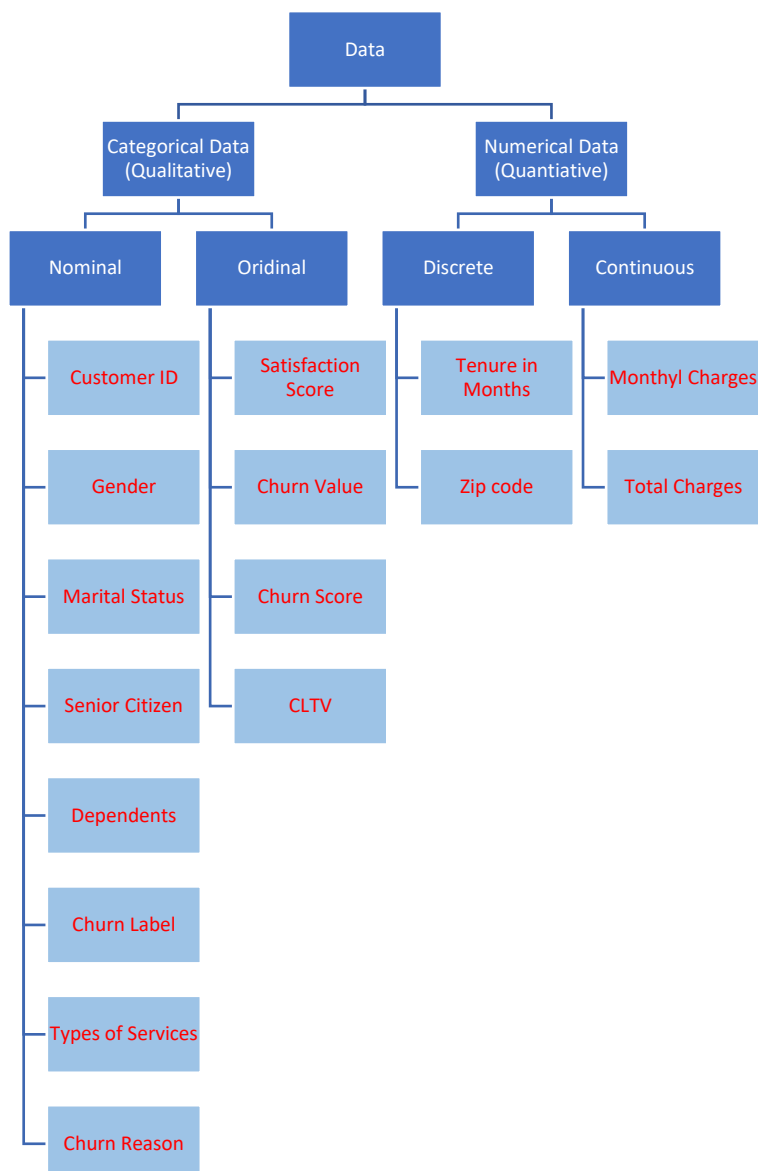 Data
Categorical Data
(Qualitative)
Numerical Data
(Quantiative)
Nominal
Oridinal
Discrete
Continuous
Customer ID
Satisfaction
Score
Tenure in
Months
Monthyl Charges
Gender
Churn Value
Zip code
Total Charges
Marital Status
Churn Score
Senior Citizen
CLTV
Dependents
Churn Label
Types of Services
Churn Reason